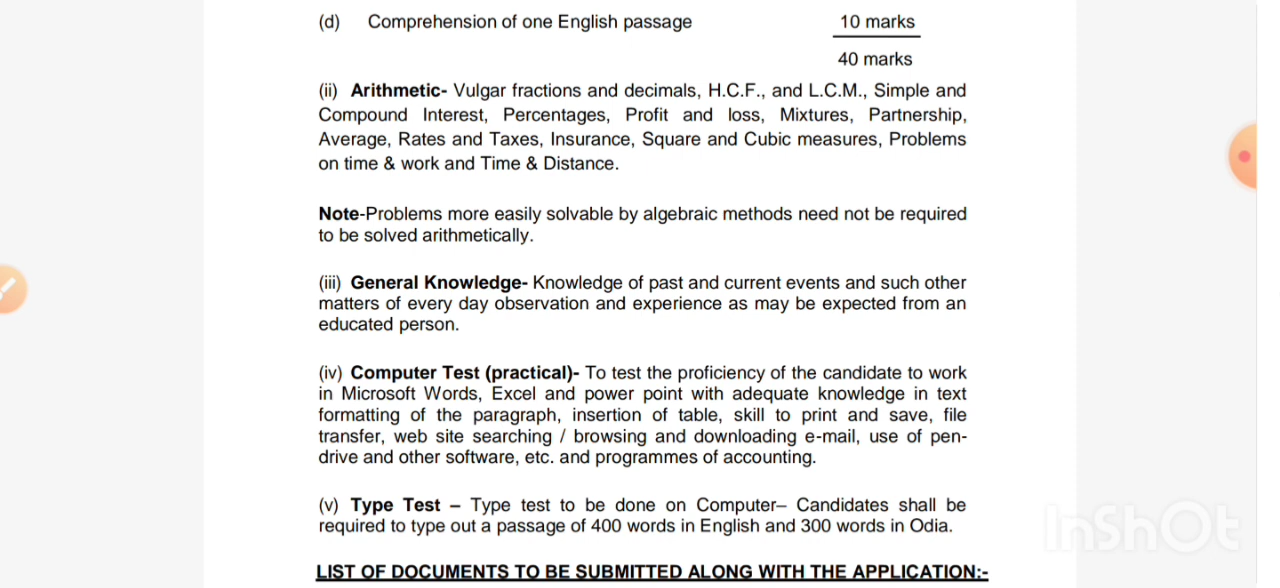 (d) Comprehension of one English passage 10 marks
40 marks
(ii) Arithmetic- Vulgar fractions and decimals, H.C.F., and L.C.M., Simple and
Compound Interest, Percentages, Profit and loss, Mixtures, Partnership,
Average, Rates and Taxes, Insurance, Square and Cubic measures, Problems
on time & work and Time & Distance.
Note-Problems more easily solvable by algebraic methods need not be required
to be solved arithmetically.
(iii) General Knowledge- Knowledge of past and current events and such other
matters of every day observation and experience as may be expected from an
educated person.
(iv) Computer Test (practical)- To test the proficiency of the candidate to work
in Microsoft Words, Excel and power point with adequate knowledge in text
formatting of the paragraph, insertion of table, skill to print and save, file
transfer, web site searching / browsing and downloading e-mail, use of pen-
drive and other software, etc. and programmes of accounting.
(v) Type Test – Type test to be done on Computer– Candidates shall be
required to type out a passage of 400 words in English and 300 words in Odia.
InShOt
LIST OF DOCUMENTS TO BE SUBMITTED ALONG WITH THE APPLICATION:-